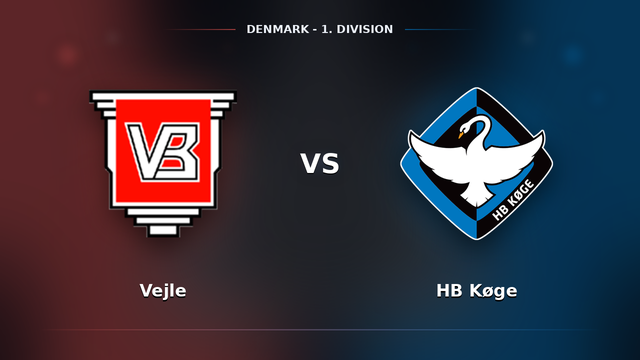 DENMARK - 1. DIVISION
VB
VS
HB KØGE
Vejle
HB Køge